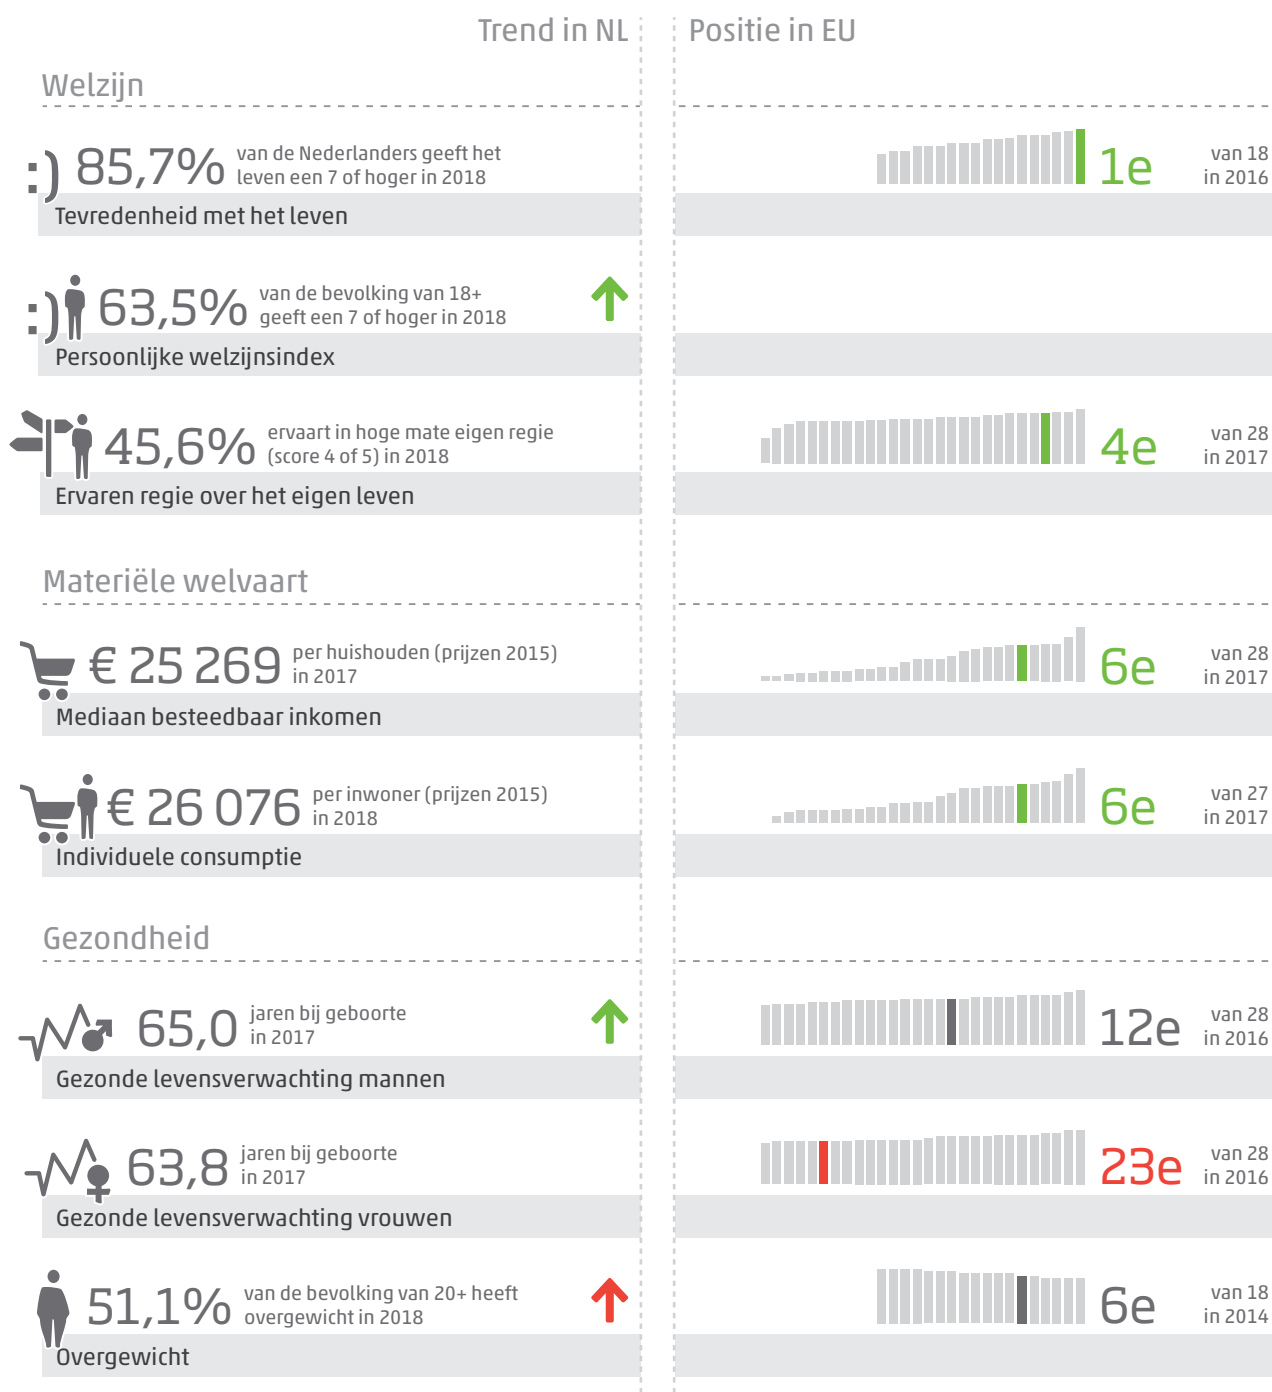 Trend in NL
Positie in EU
Welzijn
:) 85,7% van de Nederlanders geeft het
leven een 7 of hoger in 2018
1e van 18
in 2016
Tevredenheid met het leven
:) 63,5% van de bevolking van 18+
geeft een 7 of hoger in 2018
Persoonlijke welzijnsindex
45,6% ervaart in hoge mate eigen regie
(score 4 of 5) in 2018
4e van 28
in 2017
Ervaren regie over het eigen leven
Materiële welvaart
€ 25 269 per huishouden (prijzen 2015)
in 2017
6e van 28
in 2017
Mediaan besteedbaar inkomen
€ 26 076 per inwoner (prijzen 2015)
in 2018
6e van 27
in 2017
Individuele consumptie
Gezondheid
65,0 jaren bij geboorte
in 2017
12e van 28
in 2016
Gezonde levensverwachting mannen
63,8 jaren bij geboorte
in 2017
23e van 28
in 2016
Gezonde levensverwachting vrouwen
51,1% van de bevolking van 20+ heeft
overgewicht in 2018
6e van 18
in 2014
Overgewicht